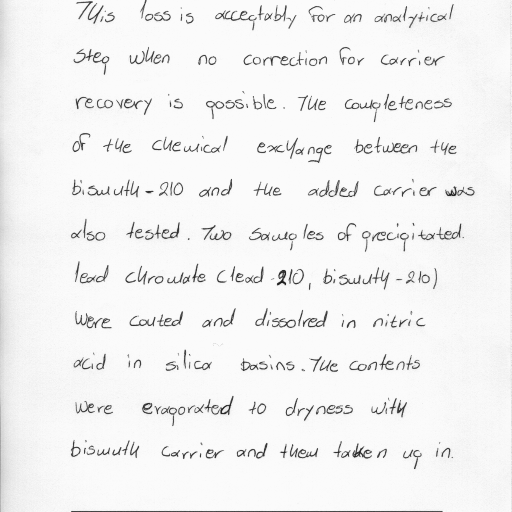 This loss is acceptably for an analytical
step when no correction for carrier
recovery is possible. The completeness
of the chemical exchange between the
bismuth-210 and the added carrier was
also tested. Two samples of precipitated.
lead chromate (lead-210, bismuth-210)
were couted and dissolred in nitric
acid in silica basins. The contents
were evaporated to dryness with
bismuth carrier and them taken up in.